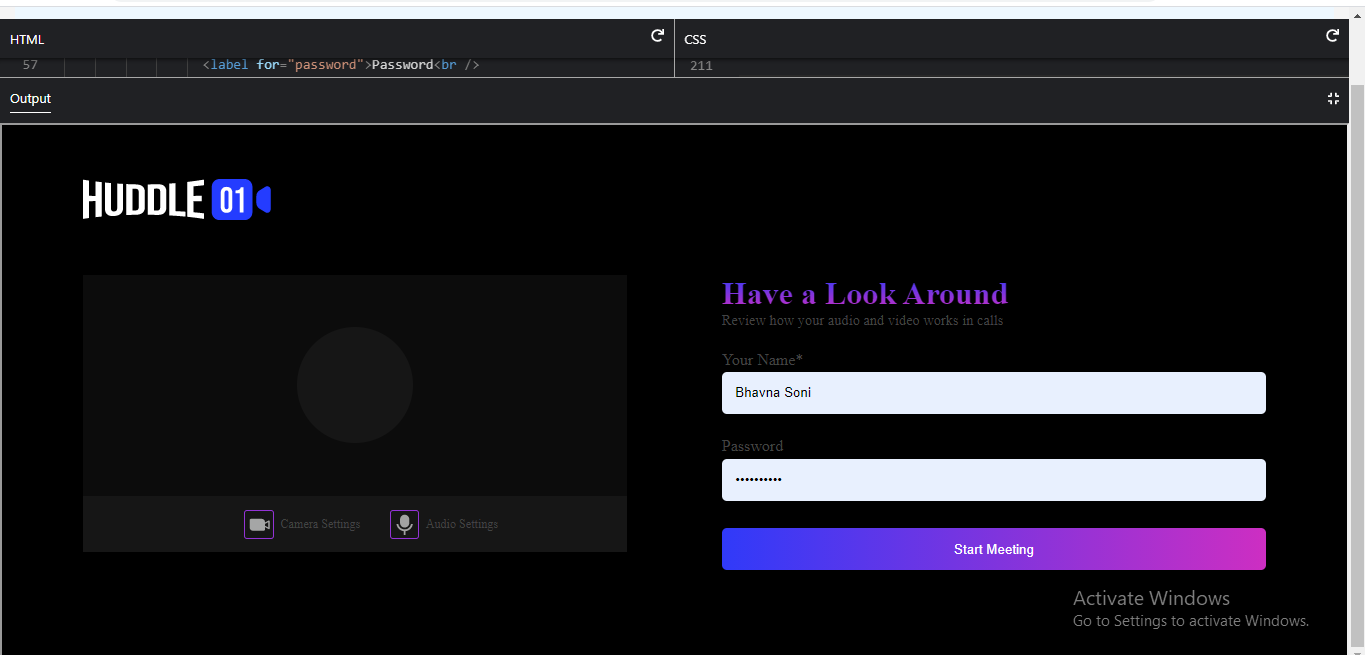 HTML
CSS
57 <label for="password">Password<br />
211
Output
HUDDLE 01
Have a Look Around
Review how your audio and video works in calls
Your Name*
Bhavna Soni
Password
••••••••••
Start Meeting
Camera Settings
Audio Settings
Activate Windows
Go to Settings to activate Windows.